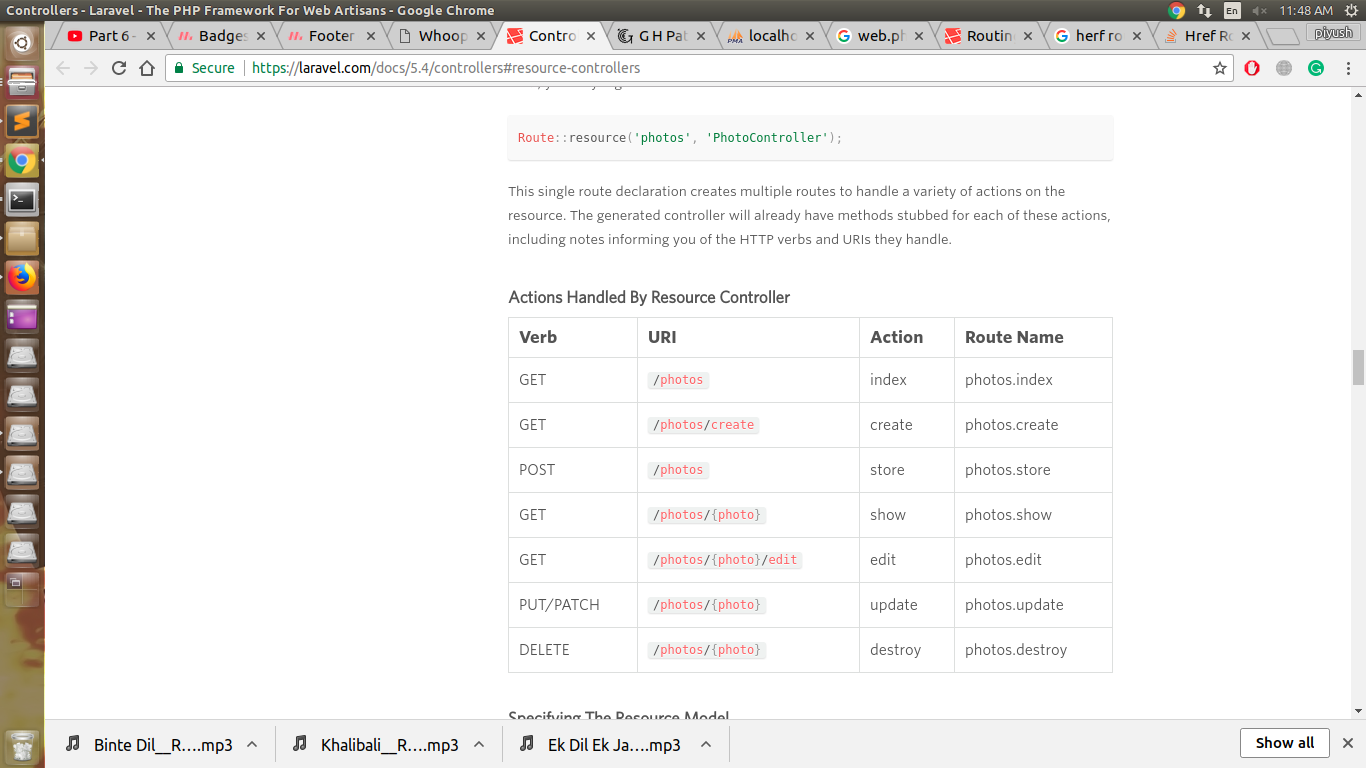 Controllers - Laravel - The PHP Framework For Web Artisans - Google Chrome
En
11:48 AM
Part 6 -
Badges
Footer
Whoop
Contro
G H Pat
localho
web.ph
Routin
herf ro
Href Ro
piyush
Secure
https://laravel.com/docs/5.4/controllers#resource-controllers
Route::resource('photos', 'PhotoController');
This single route declaration creates multiple routes to handle a variety of actions on the
resource. The generated controller will already have methods stubbed for each of these actions,
including notes informing you of the HTTP verbs and URIs they handle.
Actions Handled By Resource Controller
Verb URI Action Route Name
GET /photos index photos.index
GET /photos/create create photos.create
POST /photos store photos.store
GET /photos/{photo} show photos.show
GET /photos/{photo}/edit edit photos.edit
PUT/PATCH /photos/{photo} update photos.update
DELETE /photos/{photo} destroy photos.destroy
Specifying The Resource Model
Binte Dil__R....mp3
Khalibali__R....mp3
Ek Dil Ek Ja....mp3
Show all